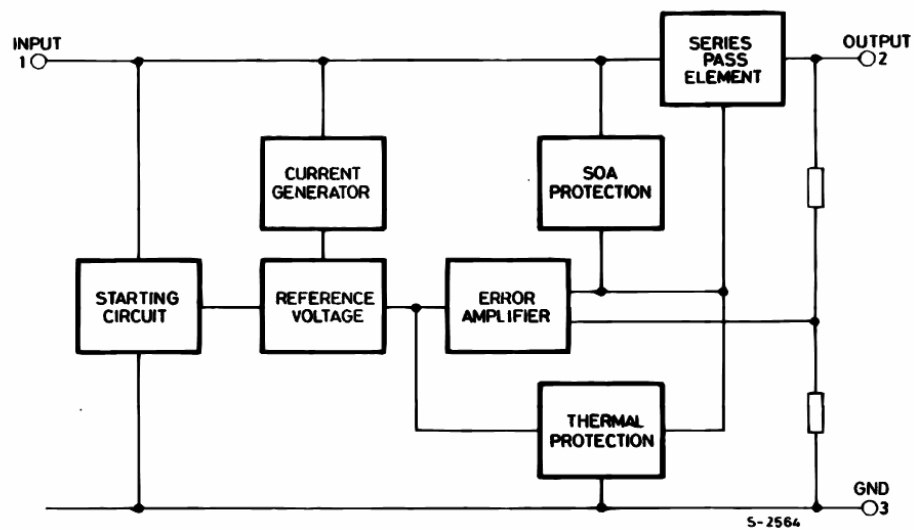 INPUT
1
SERIES
PASS
ELEMENT
OUTPUT
2
CURRENT
GENERATOR
SOA
PROTECTION
STARTING
CIRCUIT
REFERENCE
VOLTAGE
ERROR
AMPLIFIER
THERMAL
PROTECTION
GND
3
S-2564